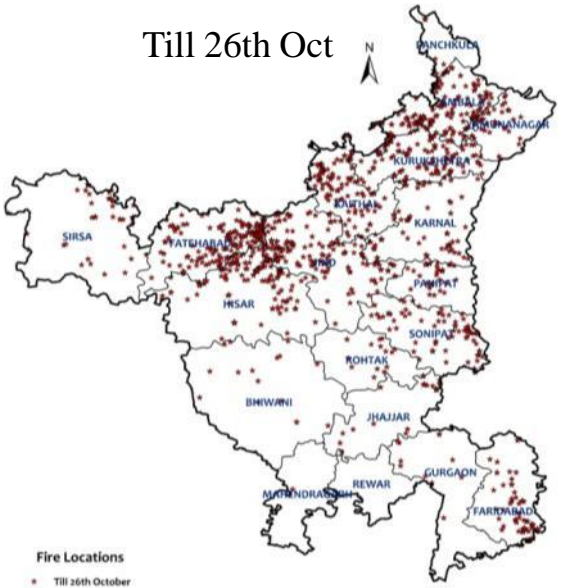 Till 26th Oct
N
PANCHKULA
AMBALA
YAMUNANAGAR
KURUKSHETRA
KAITHAL
KARNAL
SIRSA
FATEHABAD
JIND
PANIPAT
HISAR
SONIPAT
ROHTAK
BHIWANI
JHAJJAR
GURGAON
MAHENDRAGARH
REWAR
FARIDABAD
Fire Locations
Till 26th October